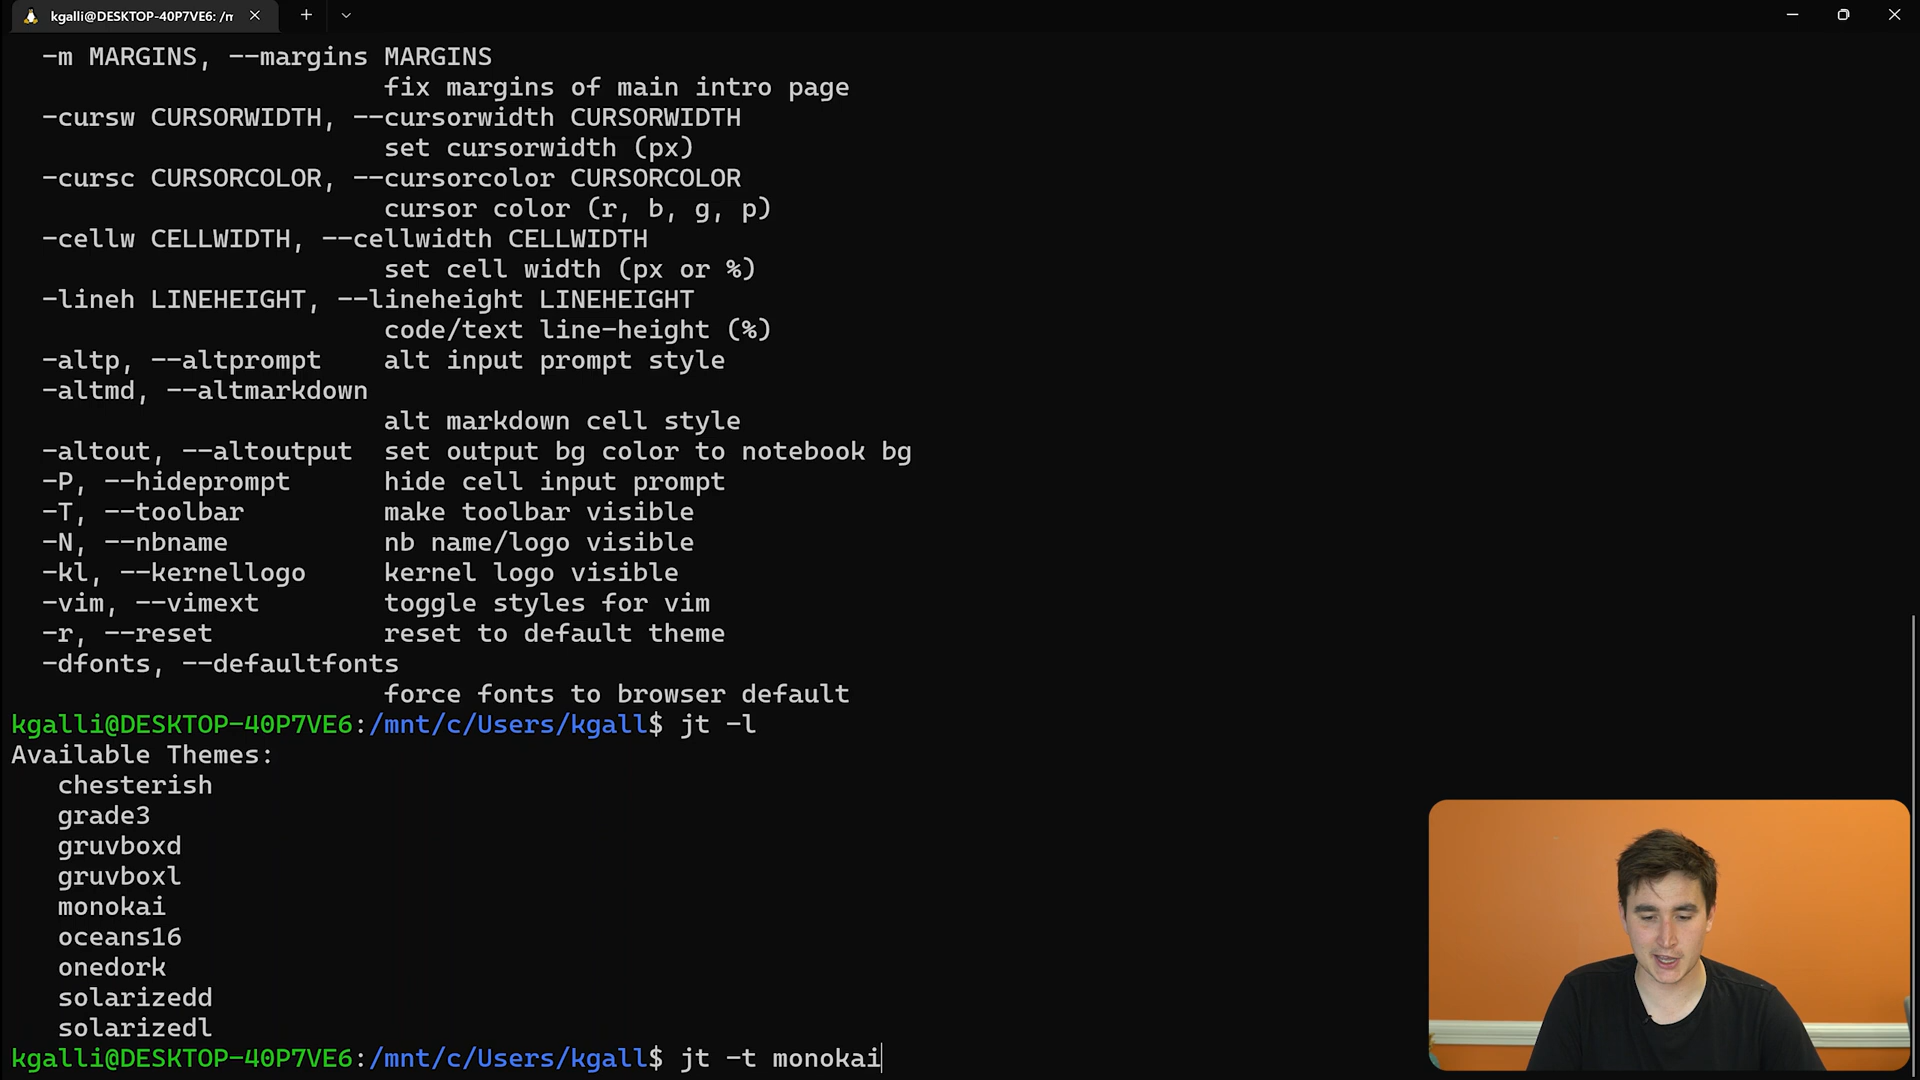 kgalli@DESKTOP-40P7VE6: /m
-m MARGINS, --margins MARGINS
fix margins of main intro page
-cursw CURSORWIDTH, --cursorwidth CURSORWIDTH
set cursorwidth (px)
-cursc CURSORCOLOR, --cursorcolor CURSORCOLOR
cursor color (r, b, g, p)
-cellw CELLWIDTH, --cellwidth CELLWIDTH
set cell width (px or %)
-lineh LINEHEIGHT, --lineheight LINEHEIGHT
code/text line-height (%)
-altp, --altprompt alt input prompt style
-altmd, --altmarkdown
alt markdown cell style
-altout, --altoutput set output bg color to notebook bg
-P, --hideprompt hide cell input prompt
-T, --toolbar make toolbar visible
-N, --nbname nb name/logo visible
-kl, --kernellogo kernel logo visible
-vim, --vimext toggle styles for vim
-r, --reset reset to default theme
-dfonts, --defaultfonts
force fonts to browser default
kgalli@DESKTOP-40P7VE6:/mnt/c/Users/kgall$ jt -l
Available Themes:
chesterish
grade3
gruvboxd
gruvboxl
monokai
oceans16
onedork
solarizedd
solarizedl
kgalli@DESKTOP-40P7VE6:/mnt/c/Users/kgall$ jt -t monokai